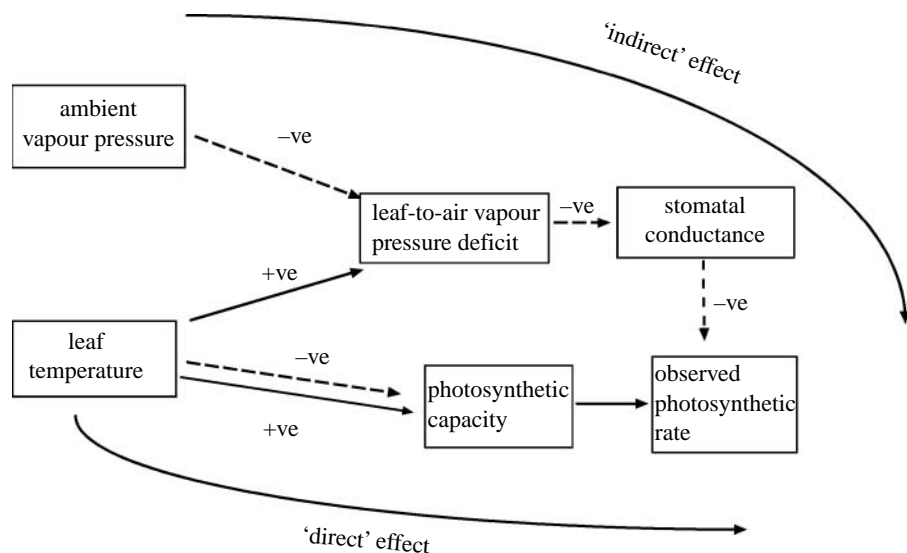 'indirect' effect
ambient
vapour pressure
–ve
leaf-to-air vapour
pressure deficit
–ve
stomatal
conductance
+ve
–ve
leaf
temperature
–ve
+ve
photosynthetic
capacity
observed
photosynthetic
rate
'direct' effect